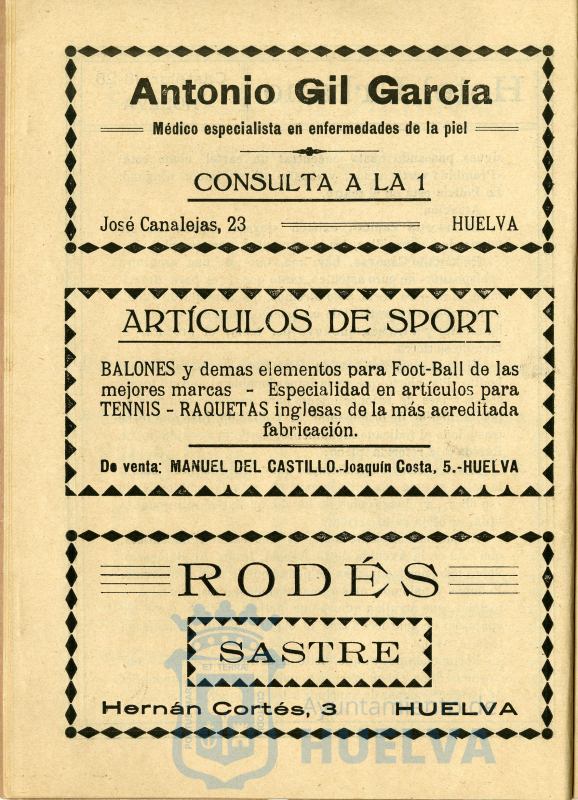 Antonio Gil García
Médico especialista en enfermedades de la piel
CONSULTA A LA 1
José Canalejas, 23 HUELVA
ARTÍCULOS DE SPORT
BALONES y demas elementos para Foot-Ball de las
mejores marcas - Especialidad en artículos para
TENNIS - RAQUETAS inglesas de la más acreditada
fabricación.
De venta: MANUEL DEL CASTILLO.-Joaquín Costa, 5.-HUELVA
RODÉS
SASTRE
Hernán Cortés, 3 HUELVA
Ayuntamiento de
HUELVA